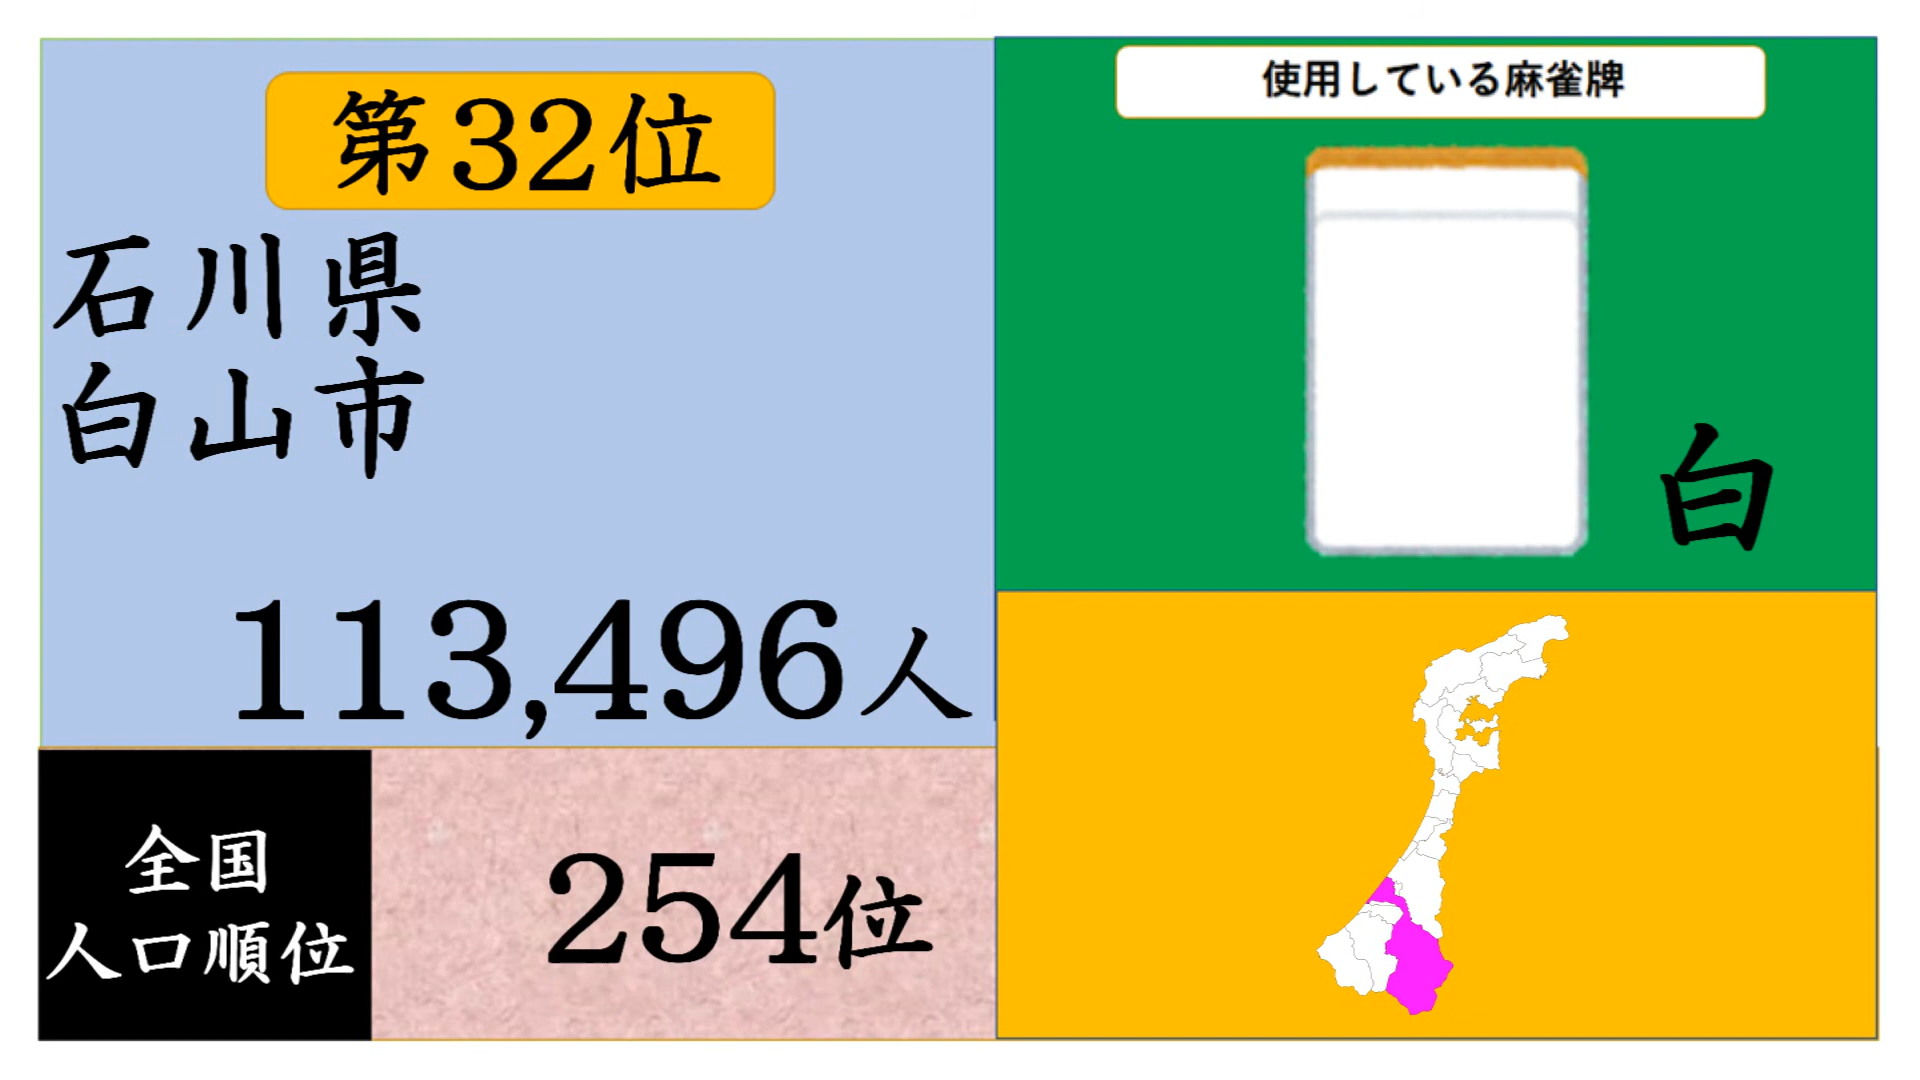 第32位
石川県
白山市
113,496人
全国
人口順位
254位
使用している麻雀牌
白